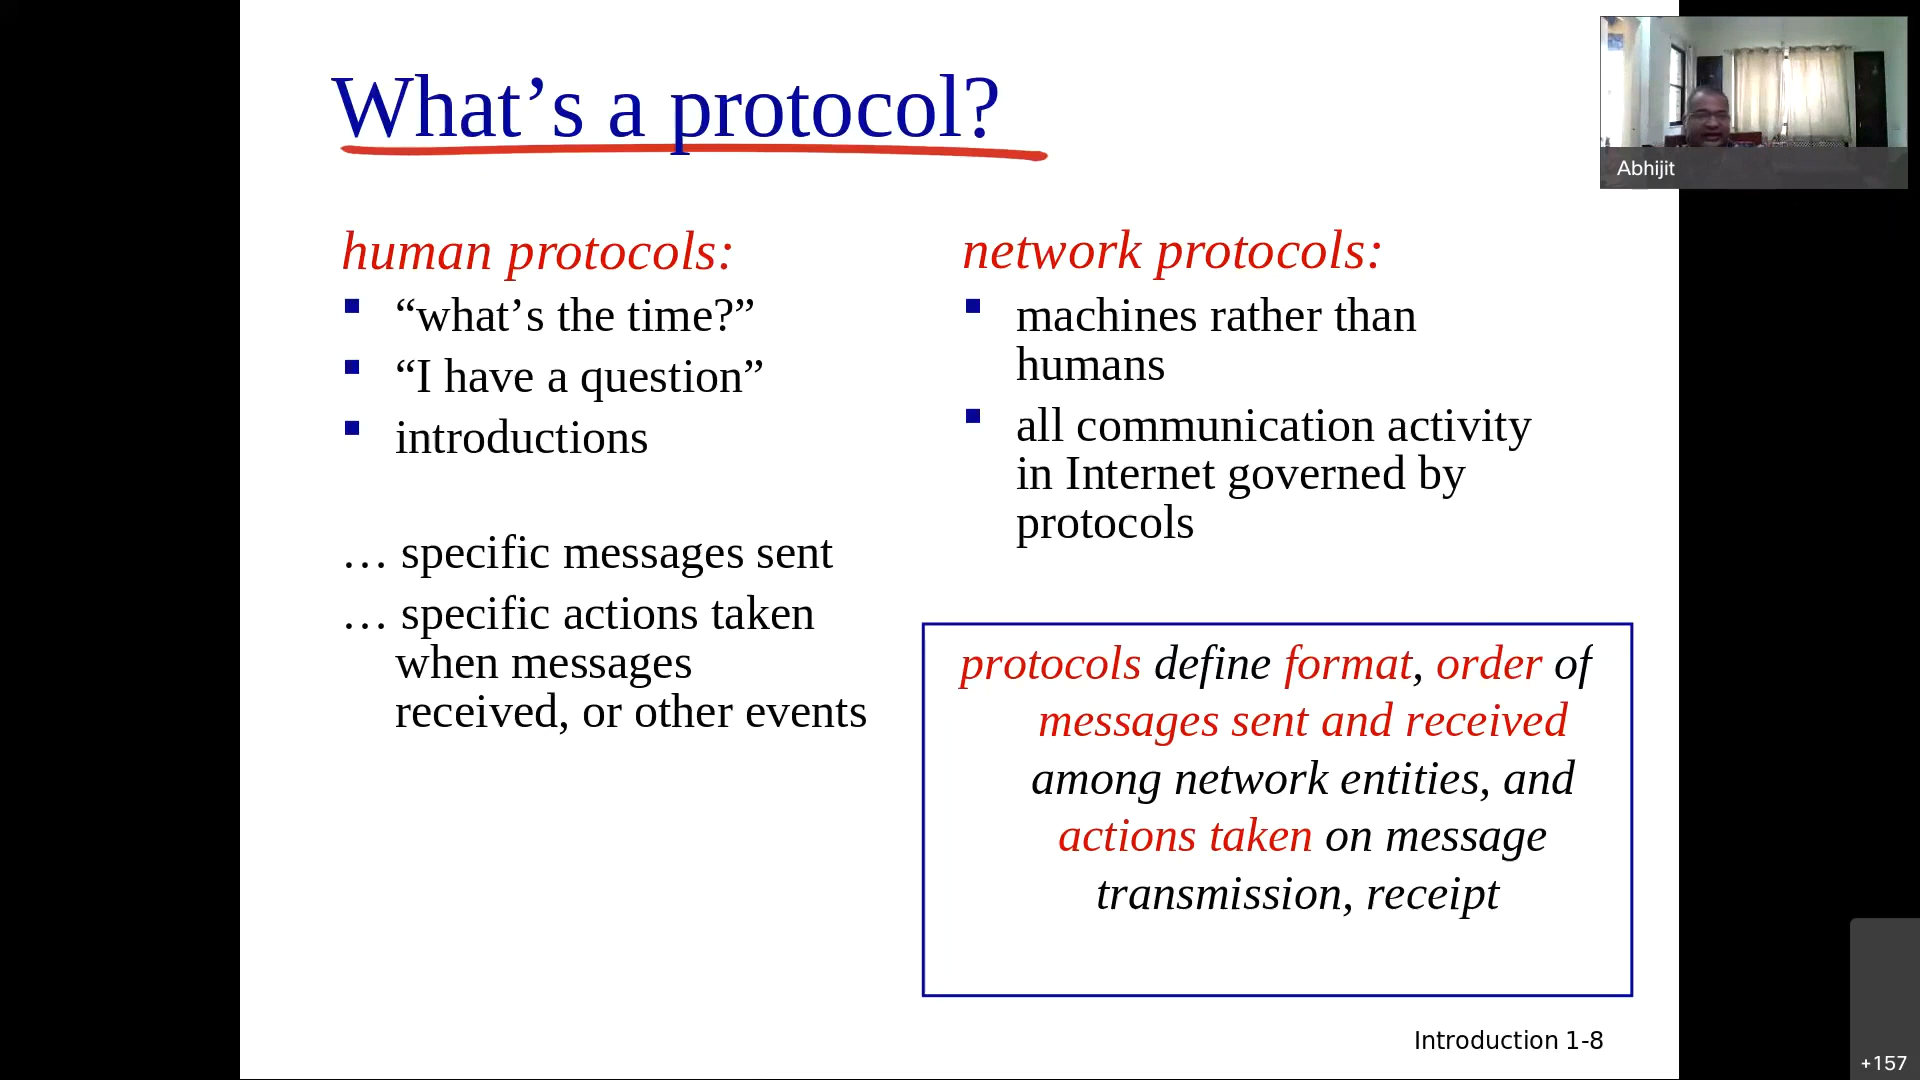 What’s a protocol?
human protocols:
“what’s the time?”
“I have a question”
introductions
… specific messages sent
… specific actions taken
when messages
received, or other events
network protocols:
machines rather than
humans
all communication activity
in Internet governed by
protocols
protocols define format, order of
messages sent and received
among network entities, and
actions taken on message
transmission, receipt
Introduction 1-8
Abhijit
+157